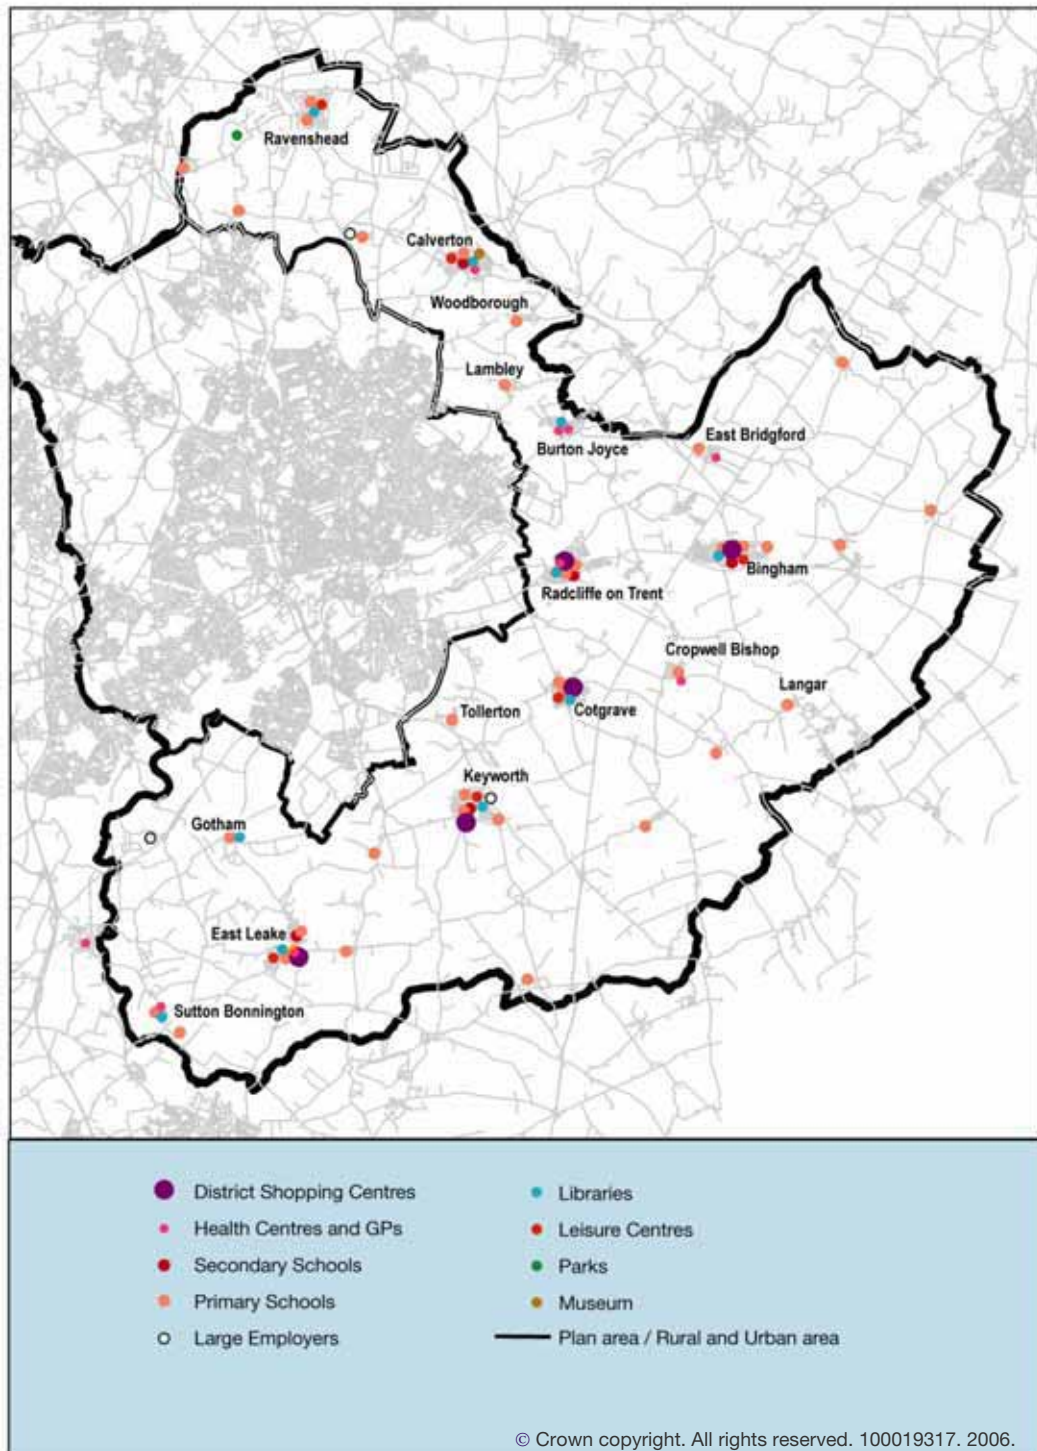 Ravenshead
Calverton
Woodborough
Lambley
Burton Joyce
East Bridgford
Bingham
Radcliffe on Trent
Cropwell Bishop
Langar
Cotgrave
Tollerton
Keyworth
Gotham
East Leake
Sutton Bonnington
District Shopping Centres
Health Centres and GPs
Secondary Schools
Primary Schools
Large Employers
Libraries
Leisure Centres
Parks
Museum
Plan area / Rural and Urban area
© Crown copyright. All rights reserved. 100019317. 2006.